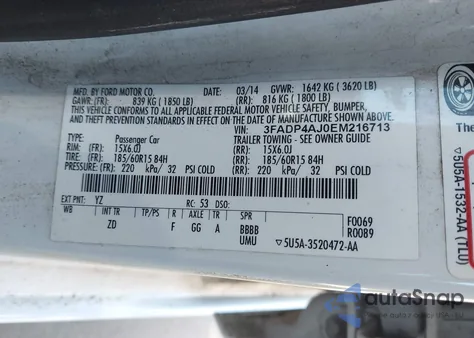 MFD. BY FORD MOTOR CO.
DATE: 03/14 GVWR: 1642 KG ( 3620 LB)
GAWR: (FR): 839 KG ( 1850 LB) (RR): 816 KG ( 1800 LB)
THIS VEHICLE CONFORMS TO ALL APPLICABLE FEDERAL MOTOR VEHICLE SAFETY, BUMPER,
AND THEFT PREVENTION STANDARDS IN EFFECT ON THE DATE OF MANUFACTURE SHOWN ABOVE.
VIN: 3FADP4AJ0EM216713
TYPE: Passenger Car TRAILER TOWING - SEE OWNER GUIDE
RIM: (FR): 15X6.0J (RR): 15X6.0J
TIRE: (FR): 185/60R15 84H (RR): 185/60R15 84H
PRESSURE: (FR): 220 kPa/ 32 PSI COLD (RR): 220 kPa/ 32 PSI COLD
EXT PNT: YZ RC: 53 DSO:
WB INT TR TP/PS R AXLE TR SPR F0069
ZD F GG A BBBB R00B9
UMU ▽5U5A-3520472-AA
▽5U5A-1532-AA (TLU)
The
autoSnap